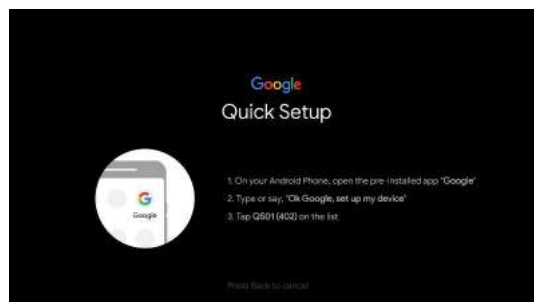 Google
Quick Setup
1. On your Android Phone, open the pre-installed app "Google"
2. Type or say, "Ok Google, set up my device"
3. Tap QS01 (402) on the list
G
Google
Press Back to cancel